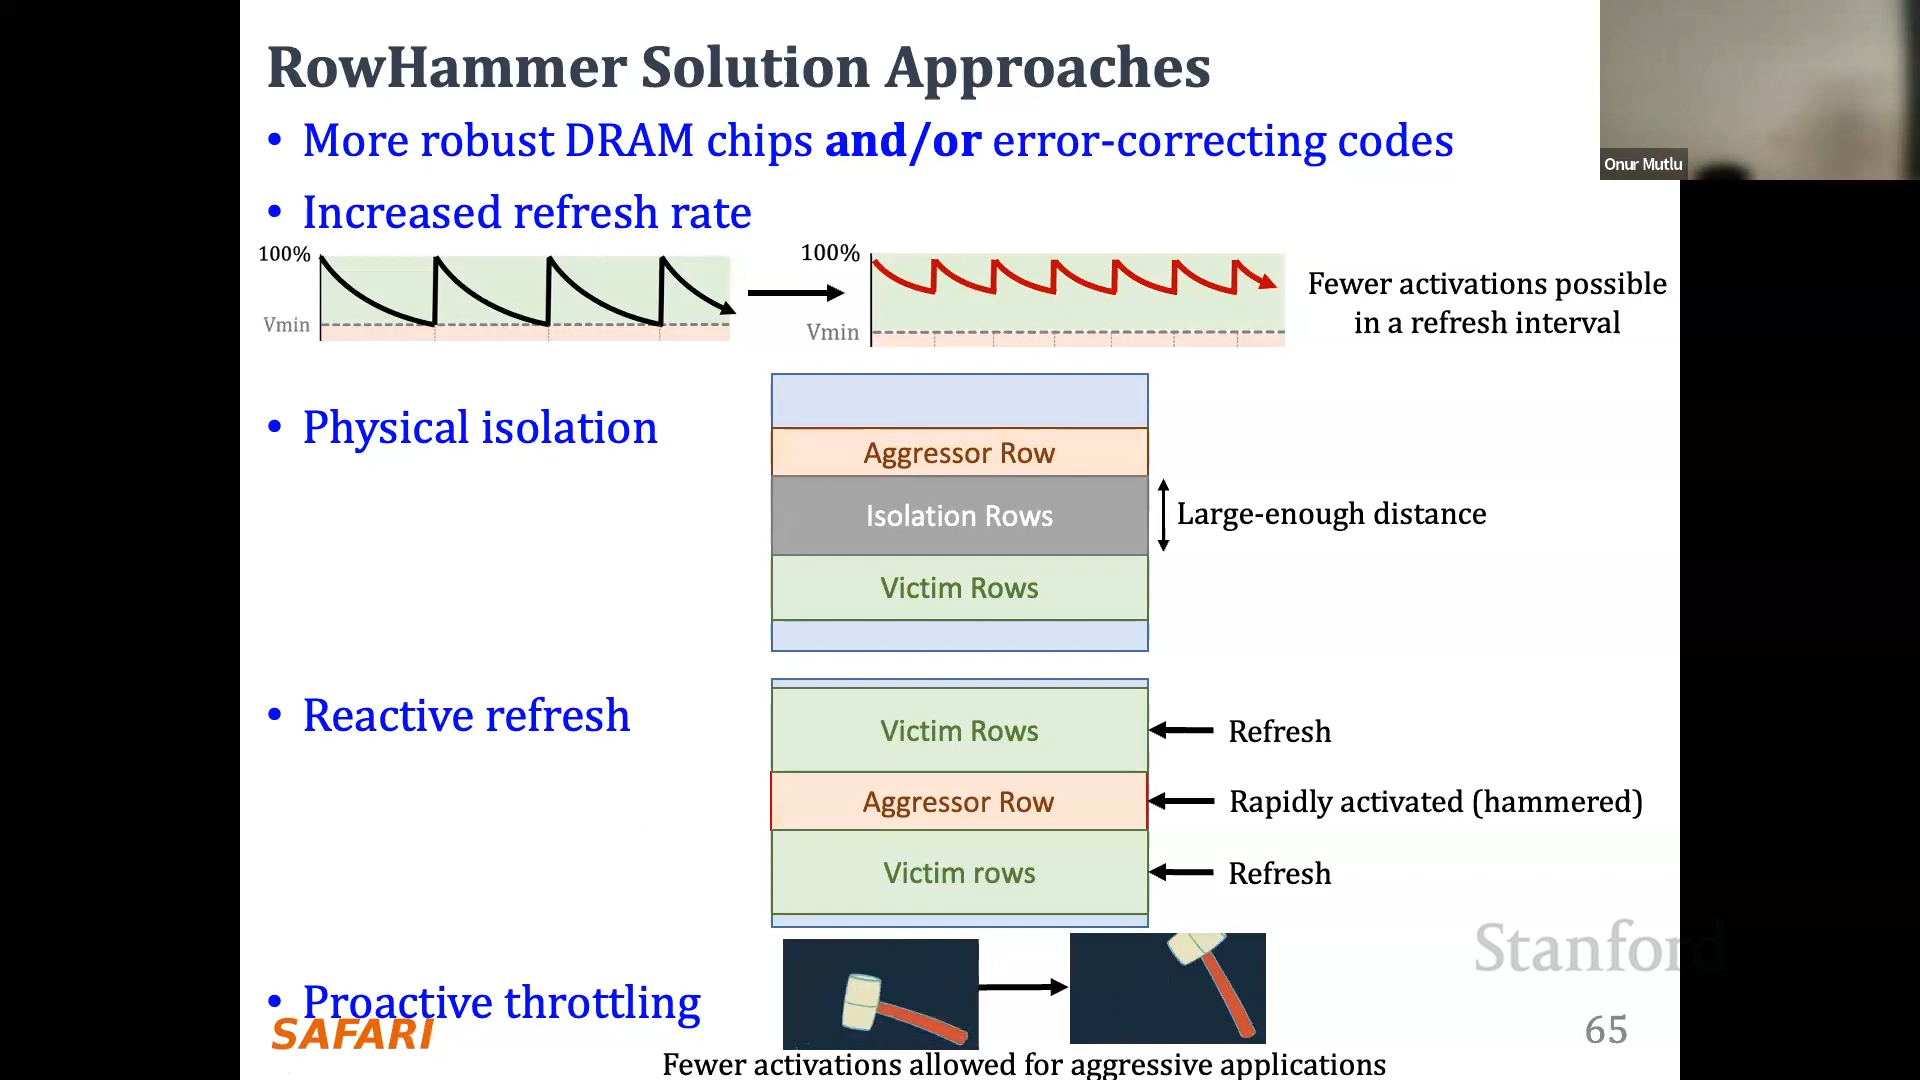 RowHammer Solution Approaches
Onur Mutlu
• More robust DRAM chips and/or error-correcting codes
• Increased refresh rate
100%
Vmin
100%
Vmin
Fewer activations possible
in a refresh interval
• Physical isolation
Aggressor Row
Isolation Rows
Large-enough distance
Victim Rows
• Reactive refresh
Victim Rows
Refresh
Aggressor Row
Rapidly activated (hammered)
Victim rows
Refresh
Stanford
• Proactive throttling
SAFARI
65
Fewer activations allowed for aggressive applications